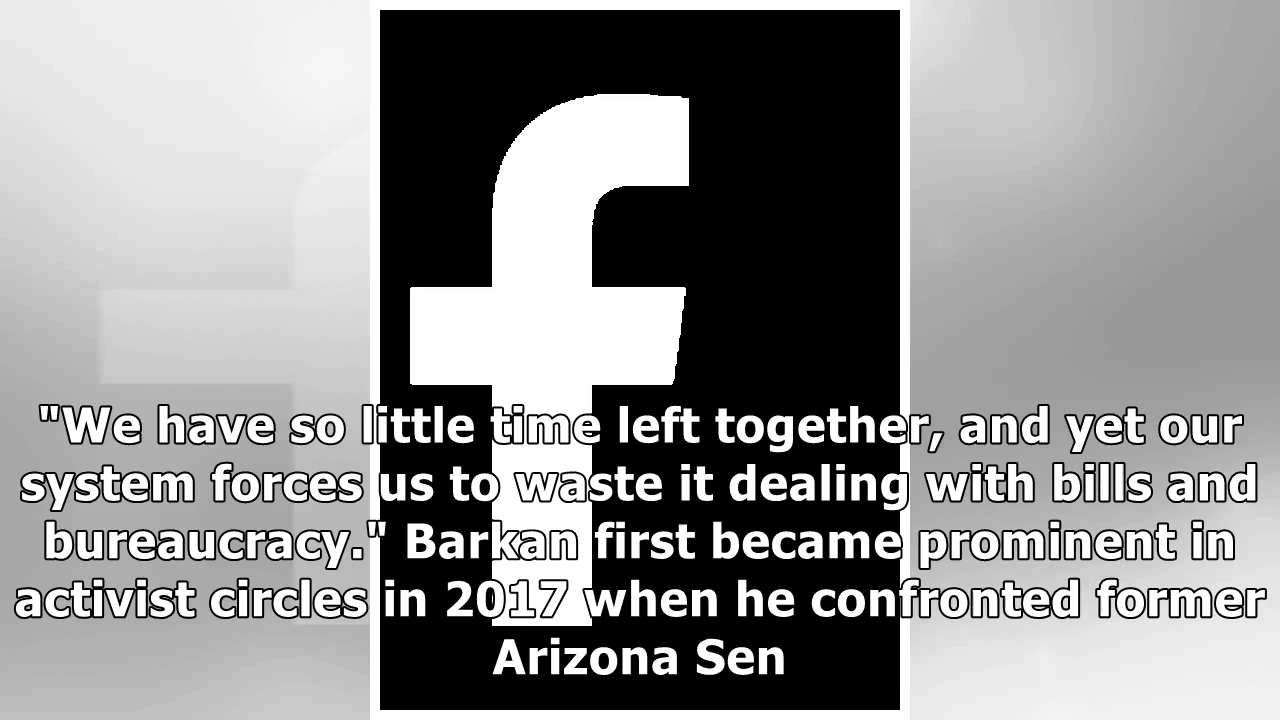 "We have so little time left together, and yet our
system forces us to waste it dealing with bills and
bureaucracy." Barkan first became prominent in
activist circles in 2017 when he confronted former
Arizona Sen